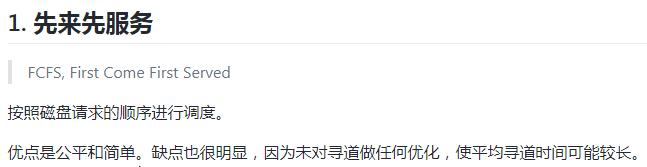 1. 先来先服务
FCFS, First Come First Served
按照磁盘请求的顺序进行调度。
优点是公平和简单。缺点也很明显，因为未对寻道做任何优化，使平均寻道时间可能较长。